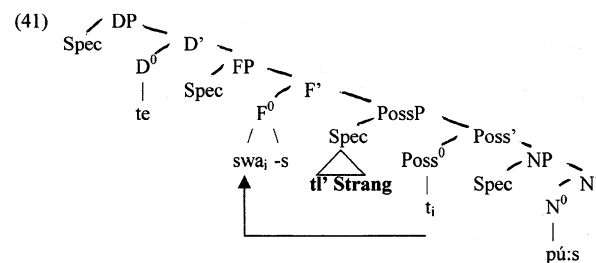 (41) DP
Spec D’
D⁰ FP
te Spec F’
F⁰ PossP
swaᵢ -s Spec Poss’
tl’ Strang Poss⁰ NP
tᵢ Spec N
N⁰
pú:s